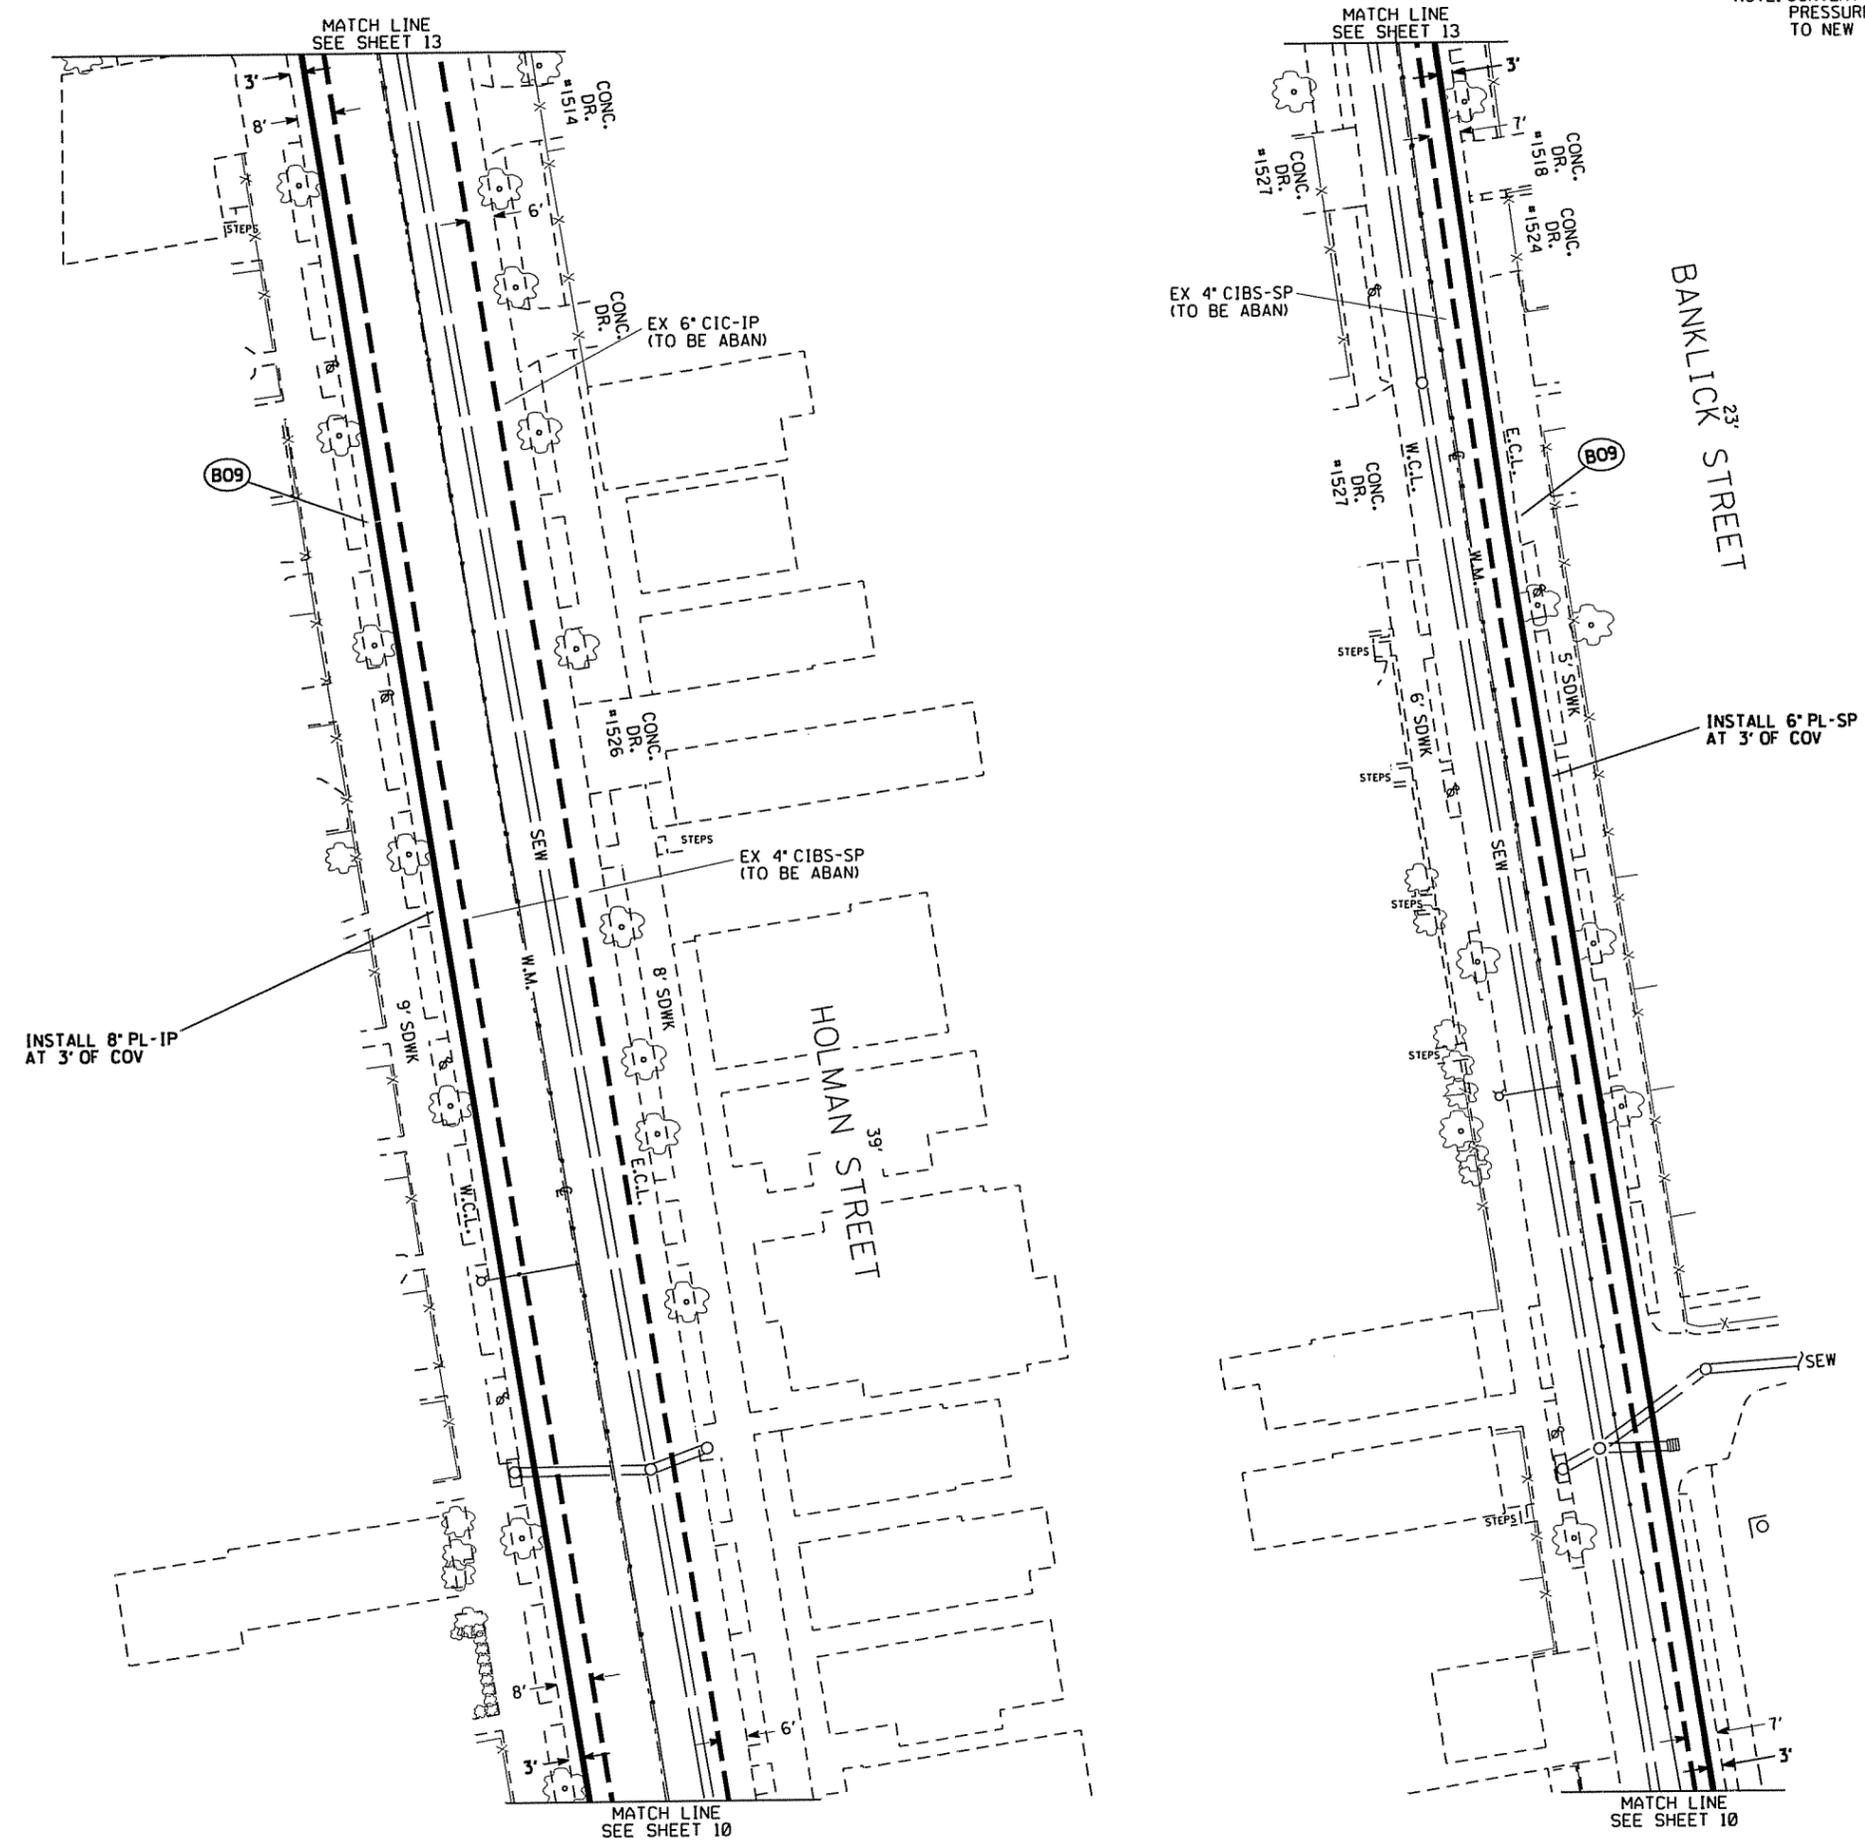 MATCH LINE
SEE SHEET 13
3'
8'
CONC.
DR.
#1514
6'
STEPS
CONC.
DR.
EX 6" CIC-IP
(TO BE ABAN)
B09
CONC.
DR.
#1526
STEPS
SEW
EX 4" CIBS-SP
(TO BE ABAN)
W.M.
8' SDWK
9' SDWK
INSTALL 8" PL-IP
AT 3' OF COV
HOLMAN STREET
39'
W.C.L.
E.C.L.
8'
6'
3'
MATCH LINE
SEE SHEET 10
PRESSURE
TO NEW
MATCH LINE
SEE SHEET 13
3'
7'
CONC.
DR.
#1518
CONC.
DR.
#1527
CONC.
DR.
#1524
EX 4" CIBS-SP
(TO BE ABAN)
BANKLICK STREET
23'
E.C.L.
W.C.L.
B09
CONC.
DR.
#1527
W.M.
STEPS
5' SDWK
6' SDWK
INSTALL 6" PL-SP
AT 3' OF COV
STEPS
SEW
STEPS
STEPS
SEW
STEPS
7'
3'
MATCH LINE
SEE SHEET 10